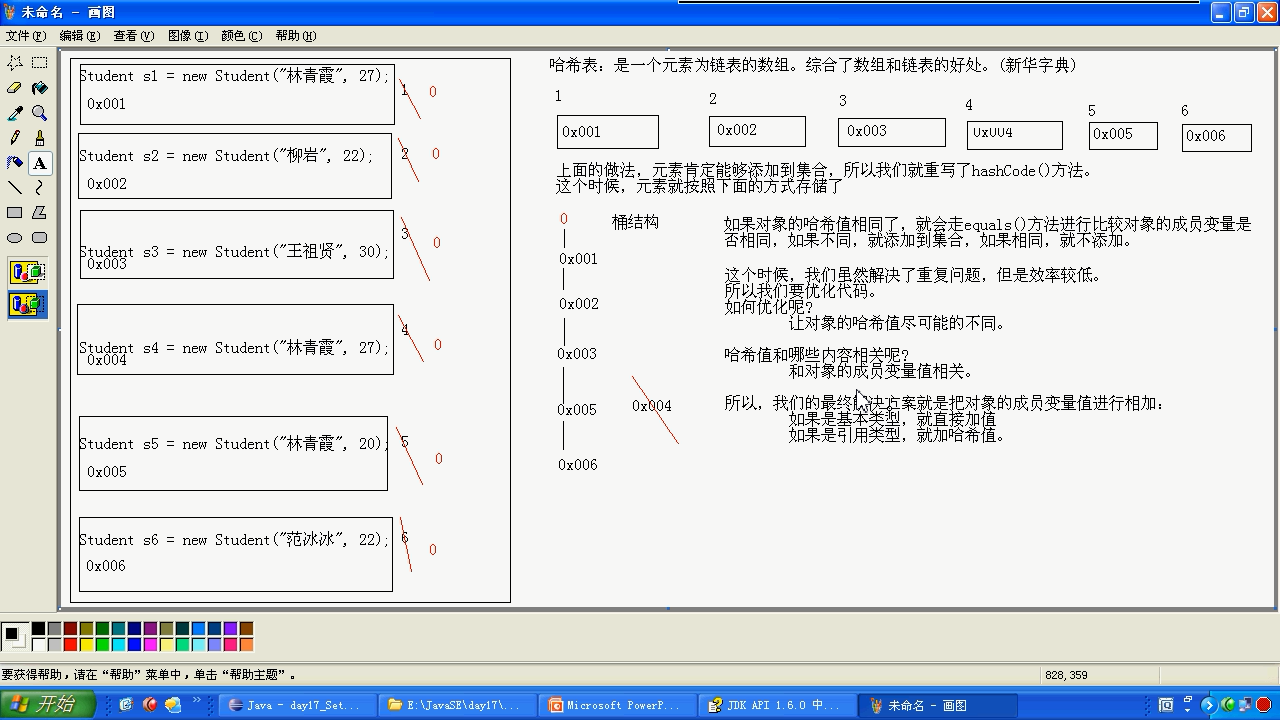 未命名 - 画图
文件(F) 编辑(E) 查看(V) 图像(I) 颜色(C) 帮助(H)
Student s1 = new Student("林青霞", 27);
0x001
1 0
Student s2 = new Student("柳岩", 22);
0x002
2 0
Student s3 = new Student("王祖贤", 30);
0x003
3 0
Student s4 = new Student("林青霞", 27);
0x004
4 0
Student s5 = new Student("林青霞", 20);
0x005
5 0
Student s6 = new Student("范冰冰", 22);
0x006
6 0
哈希表: 是一个元素为链表的数组。综合了数组和链表的好处。(新华字典)
1 2 3 4 5 6
0x001 0x002 0x003 0x004 0x005 0x006
上面的做法, 元素肯定能够添加到集合, 所以我们就重写了hashCode()方法。
这个时候, 元素就按照下面的方式存储了
0 桶结构
0x001
0x002
0x003
0x005 0x004
0x006
如果对象的哈希值相同了, 就会走equals()方法进行比较对象的成员变量是
否相同, 如果不同, 就添加到集合, 如果相同, 就不添加。
这个时候, 我们虽然解决了重复问题, 但是效率较低。
所以我们要优化代码。
如何优化呢?
让对象的哈希值尽可能的不同。
哈希值和哪些内容相关呢?
和对象的成员变量值相关。
所以, 我们的最终解决方案就是把对象的成员变量值进行相加:
如果是基本类型, 就直接加值
如果是引用类型, 就加哈希值。
要获得帮助,请在“帮助”菜单中,单击“帮助主题”。
828,359
开始
Java - day17_Set...
E:\JavaSE\day17\...
Microsoft PowerP...
JDK API 1.6.0 中...
未命名 - 画图